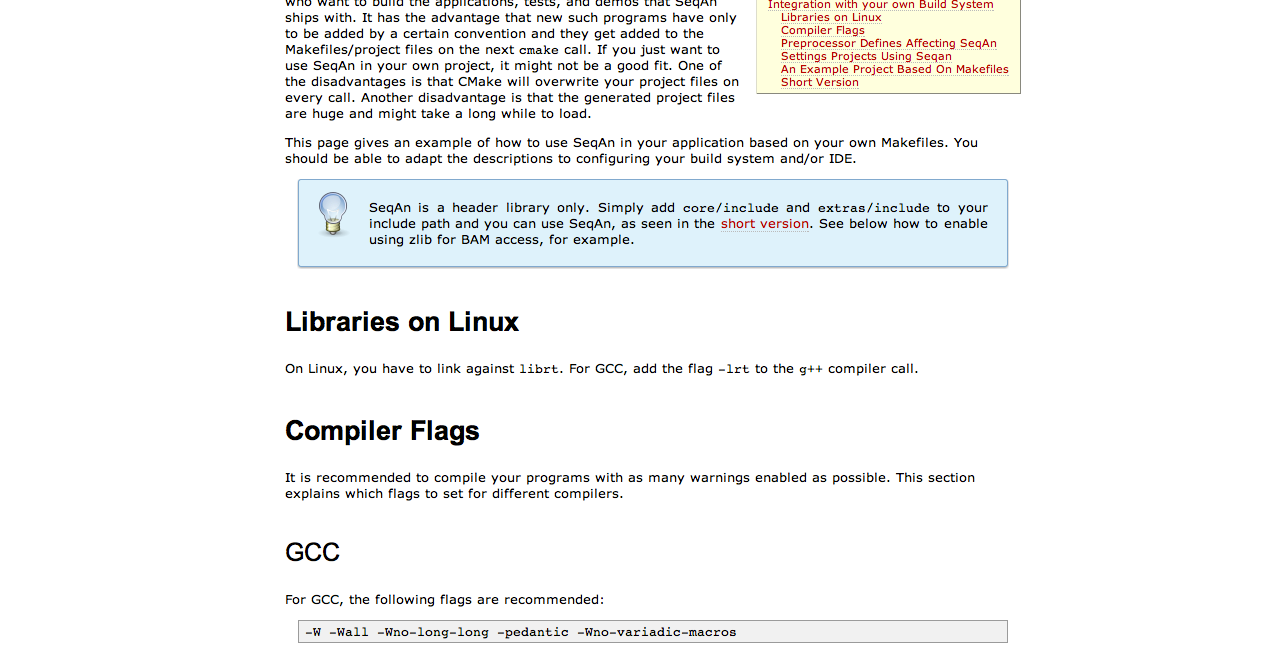 who want to build the applications, tests, and demos that SeqAn
ships with. It has the advantage that new such programs have only
to be added by a certain convention and they get added to the
Makefiles/project files on the next cmake call. If you just want to
use SeqAn in your own project, it might not be a good fit. One of
the disadvantages is that CMake will overwrite your project files on
every call. Another disadvantage is that the generated project files
are huge and might take a long while to load.
Integration with your own Build System
Libraries on Linux
Compiler Flags
Preprocessor Defines Affecting SeqAn
Settings Projects Using Seqan
An Example Project Based On Makefiles
Short Version
This page gives an example of how to use SeqAn in your application based on your own Makefiles. You
should be able to adapt the descriptions to configuring your build system and/or IDE.
SeqAn is a header library only. Simply add core/include and extras/include to your
include path and you can use SeqAn, as seen in the short version. See below how to enable
using zlib for BAM access, for example.
Libraries on Linux
On Linux, you have to link against librt. For GCC, add the flag -lrt to the g++ compiler call.
Compiler Flags
It is recommended to compile your programs with as many warnings enabled as possible. This section
explains which flags to set for different compilers.
GCC
For GCC, the following flags are recommended:
-W -Wall -Wno-long-long -pedantic -Wno-variadic-macros